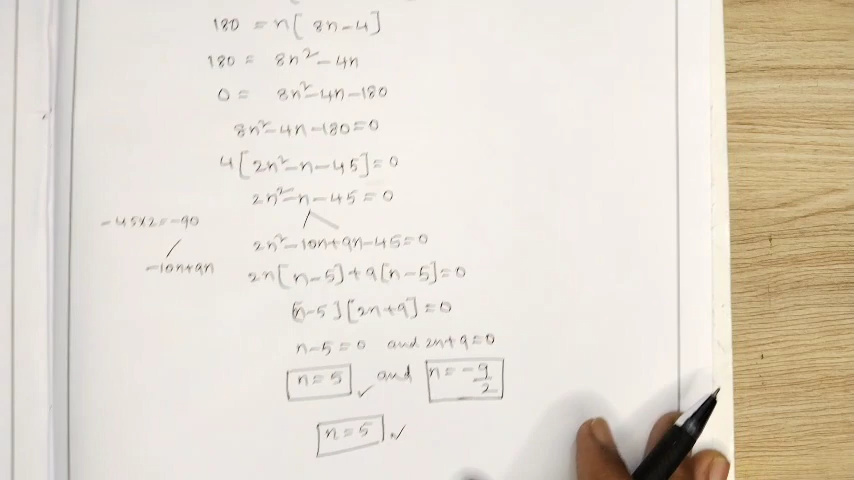 180 = n[ 8n-4]
180 = 8n²-4n
0 = 8n²-4n-180
8n²-4n-180=0
4[2n²-n-45]=0
2n²-n-45=0
-45x2=-90
2n²-10n+9n-45=0
-10n+9n
2n[n-5]+9[n-5]=0
[n-5][2n+9]=0
n-5=0 and 2n+9=0
n=5 ✓ and n=-9/2
n=5 ✓